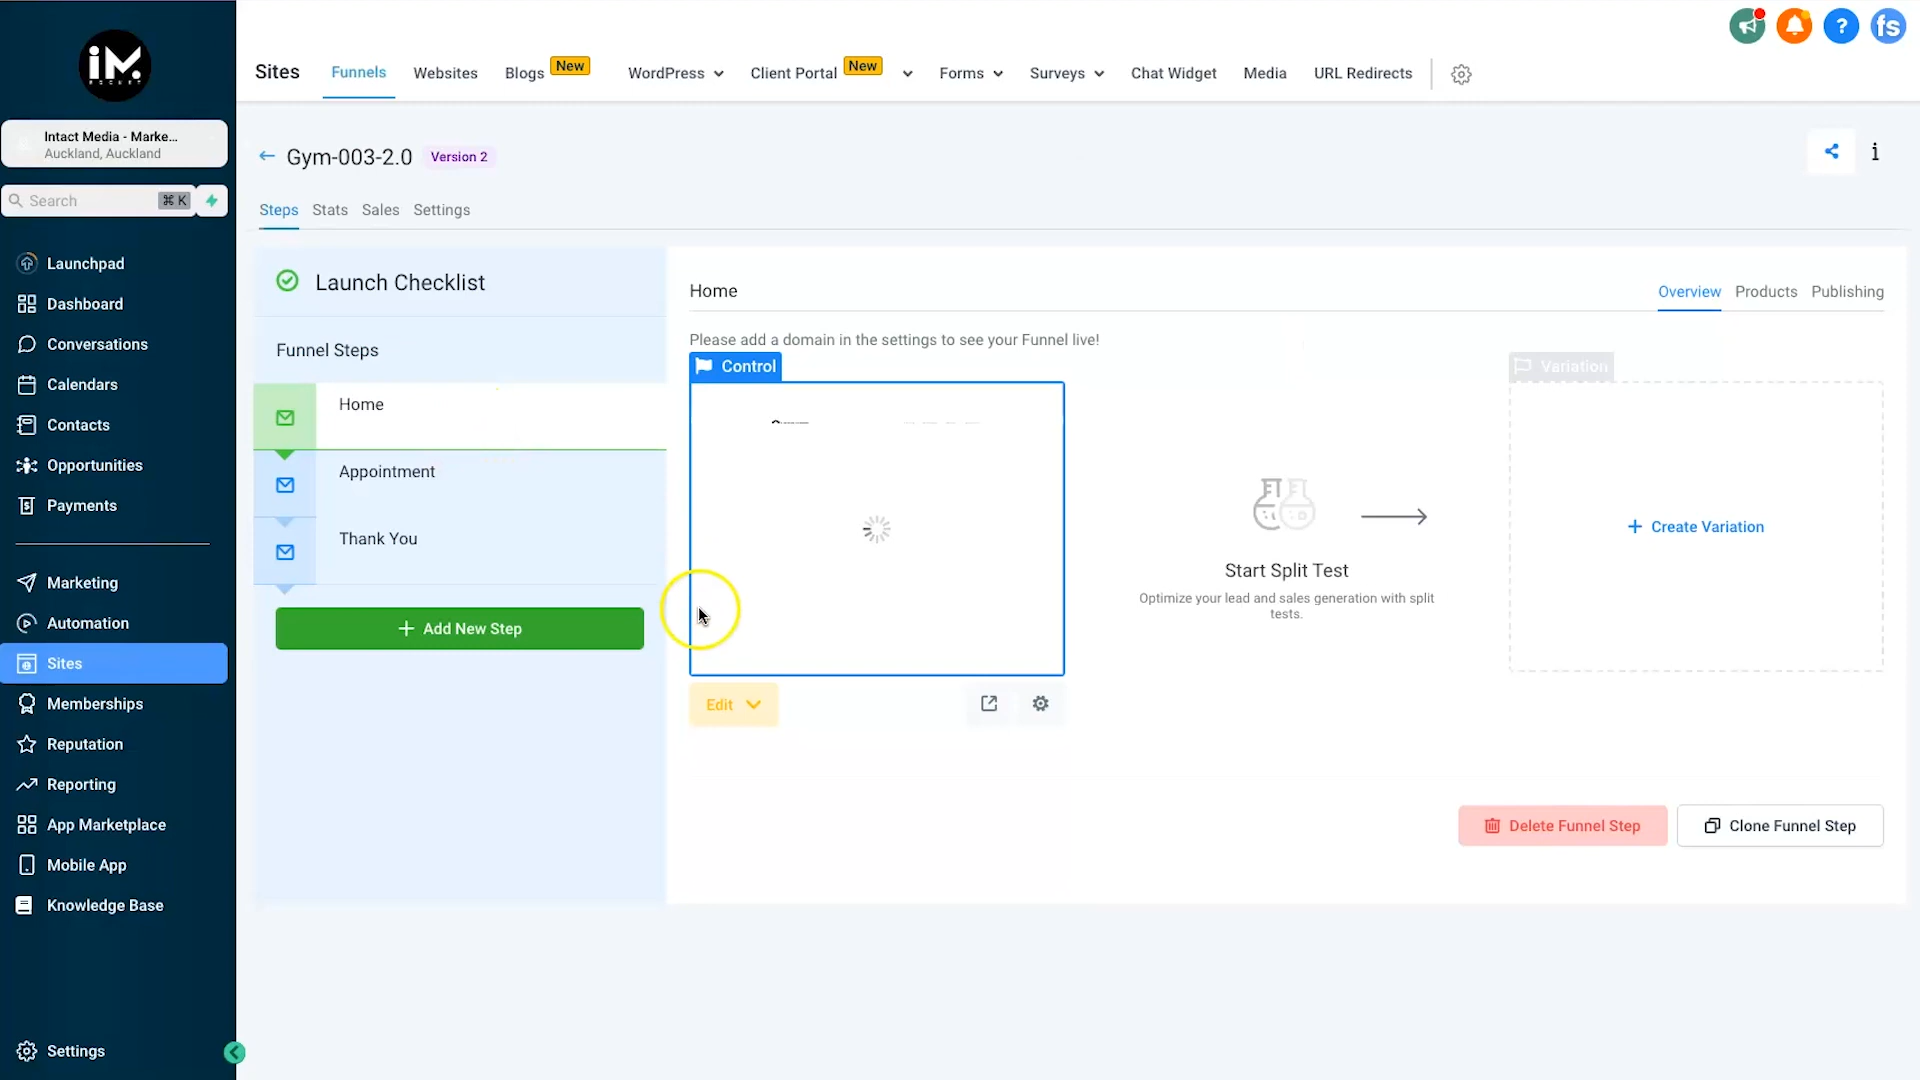 iM
Intact Media - Marke...
Auckland, Auckland
Search
⌘ K
Launchpad
Dashboard
Conversations
Calendars
Contacts
Opportunities
Payments
Marketing
Automation
Sites
Memberships
Reputation
Reporting
App Marketplace
Mobile App
Knowledge Base
Settings
fs
Sites
Funnels
Websites
Blogs
New
WordPress
Client Portal
New
Forms
Surveys
Chat Widget
Media
URL Redirects
Gym-003-2.0
Version 2
Steps
Stats
Sales
Settings
Launch Checklist
Funnel Steps
Home
Appointment
Thank You
+ Add New Step
Home
Overview
Products
Publishing
Please add a domain in the settings to see your Funnel live!
Control
Edit
Start Split Test
Optimize your lead and sales generation with split
tests.
Variation
+ Create Variation
Delete Funnel Step
Clone Funnel Step